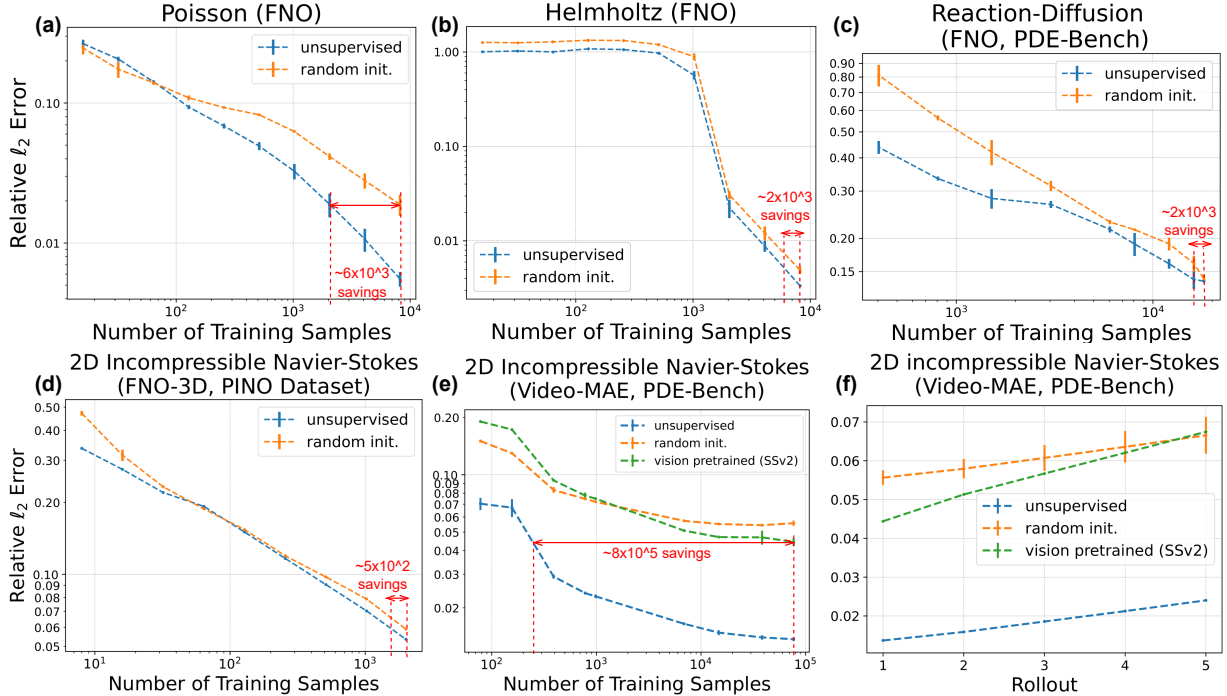 (a)
Poisson (FNO)
unsupervised
random init.
0.10
0.01
Relative ℓ2 Error
~6x10^3
savings
10^2
10^3
10^4
Number of Training Samples
(b)
Helmholtz (FNO)
1.00
0.10
0.01
~2x10^3
savings
unsupervised
random init.
10^2
10^3
10^4
Number of Training Samples
(c)
Reaction-Diffusion
(FNO, PDE-Bench)
0.90
0.80
0.70
0.60
0.50
0.40
0.30
0.20
0.15
unsupervised
random init.
~2x10^3
savings
10^3
10^4
Number of Training Samples
(d)
2D Incompressible Navier-Stokes
(FNO-3D, PINO Dataset)
0.50
0.40
0.30
0.20
0.10
0.09
0.08
0.07
0.06
0.05
Relative ℓ2 Error
unsupervised
random init.
~5x10^2
savings
10^1
10^2
10^3
Number of Training Samples
(e)
2D Incompressible Navier-Stokes
(Video-MAE, PDE-Bench)
0.20
0.10
0.09
0.08
0.07
0.06
0.05
0.04
0.03
0.02
unsupervised
random init.
vision pretrained (SSv2)
~8x10^5 savings
10^2
10^3
10^4
10^5
Number of Training Samples
(f)
2D incompressible Navier-Stokes
(Video-MAE, PDE-Bench)
0.07
0.06
0.05
0.04
0.03
0.02
unsupervised
random init.
vision pretrained (SSv2)
1
2
3
4
5
Rollout